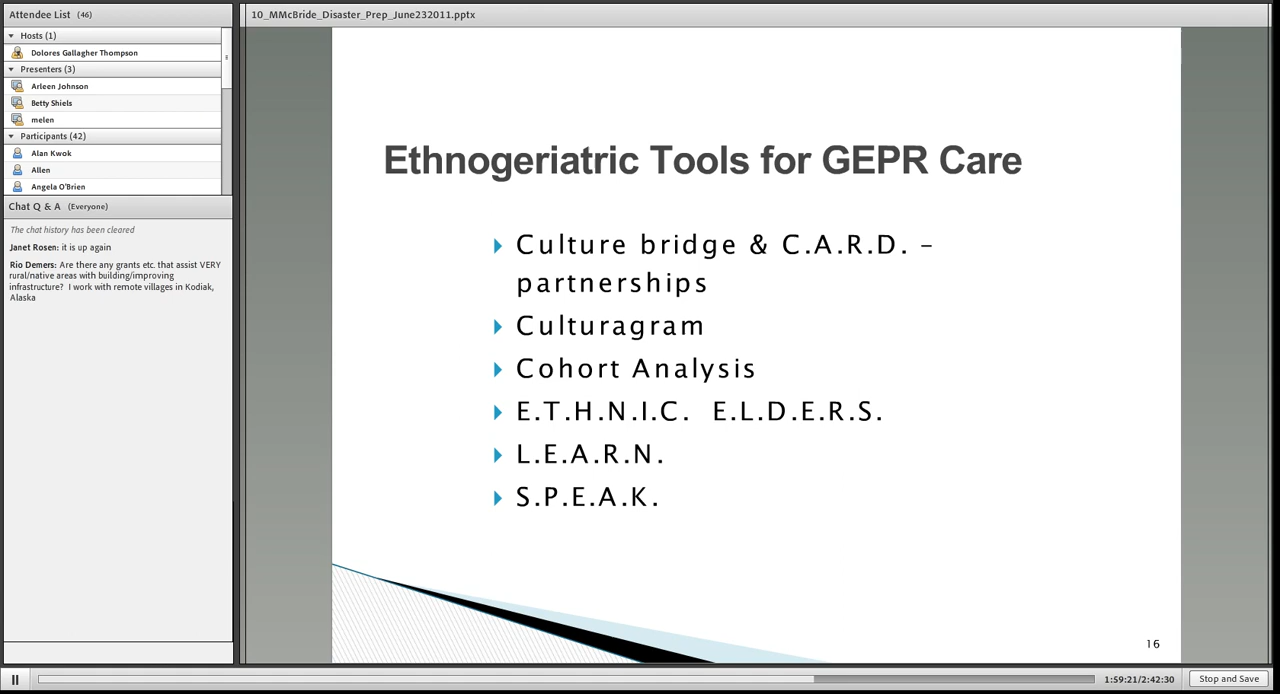 Attendee List (46)
Hosts (1)
Dolores Gallagher Thompson
Presenters (3)
Arleen Johnson
Betty Shiels
melen
Participants (42)
Alan Kwok
Allen
Angela O'Brien
Chat Q & A (Everyone)
The chat history has been cleared
Janet Rosen: it is up again
Rio Demers: Are there any grants etc. that assist VERY
rural/native areas with building/improving
infrastructure? I work with remote villages in Kodiak,
Alaska
10_MMcBride_Disaster_Prep_June232011.pptx
Ethnogeriatric Tools for GEPR Care
Culture bridge & C.A.R.D. –
partnerships
Culturagram
Cohort Analysis
E.T.H.N.I.C. E.L.D.E.R.S.
L.E.A.R.N.
S.P.E.A.K.
16
1:59:21/2:42:30
Stop and Save